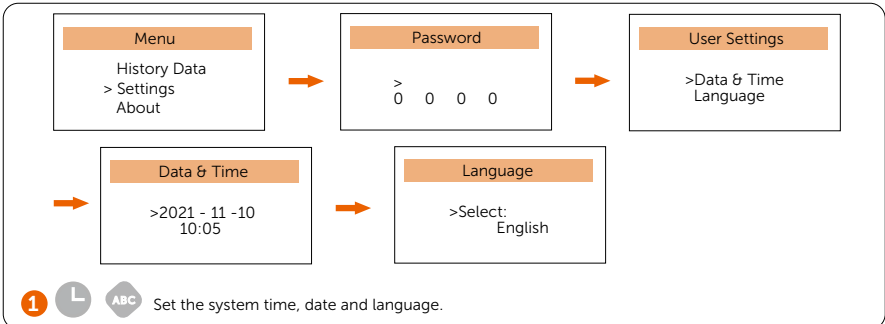 Menu
History Data
> Settings
About
Password
>
0 0 0 0
User Settings
>Data & Time
Language
Data & Time
>2021 - 11 -10
10:05
Language
>Select:
English
1 ABC Set the system time, date and language.